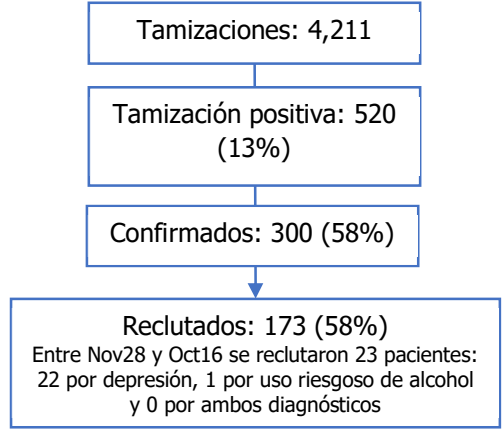 Tamizaciones: 4,211
Tamización positiva: 520
(13%)
Confirmados: 300 (58%)
Reclutados: 173 (58%)
Entre Nov28 y Oct16 se reclutaron 23 pacientes:
22 por depresión, 1 por uso riesgoso de alcohol
y 0 por ambos diagnósticos